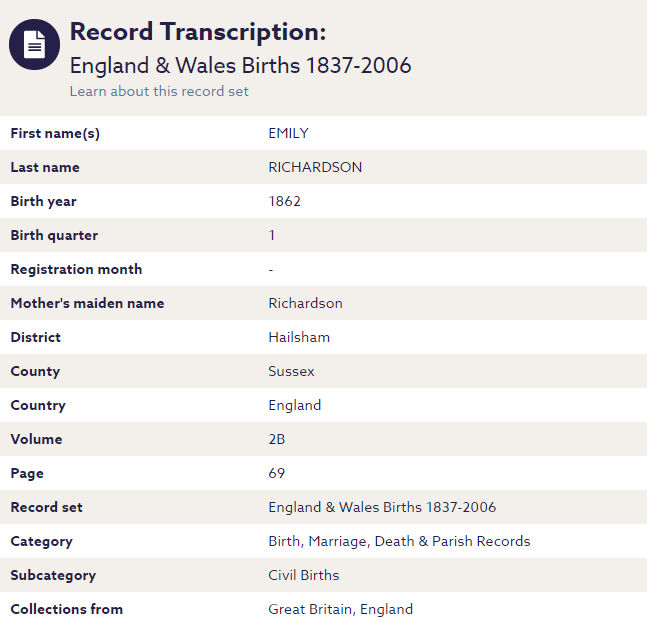 Record Transcription:
England & Wales Births 1837-2006
Learn about this record set
First name(s) EMILY
Last name RICHARDSON
Birth year 1862
Birth quarter 1
Registration month -
Mother's maiden name Richardson
District Hailsham
County Sussex
Country England
Volume 2B
Page 69
Record set England & Wales Births 1837-2006
Category Birth, Marriage, Death & Parish Records
Subcategory Civil Births
Collections from Great Britain, England